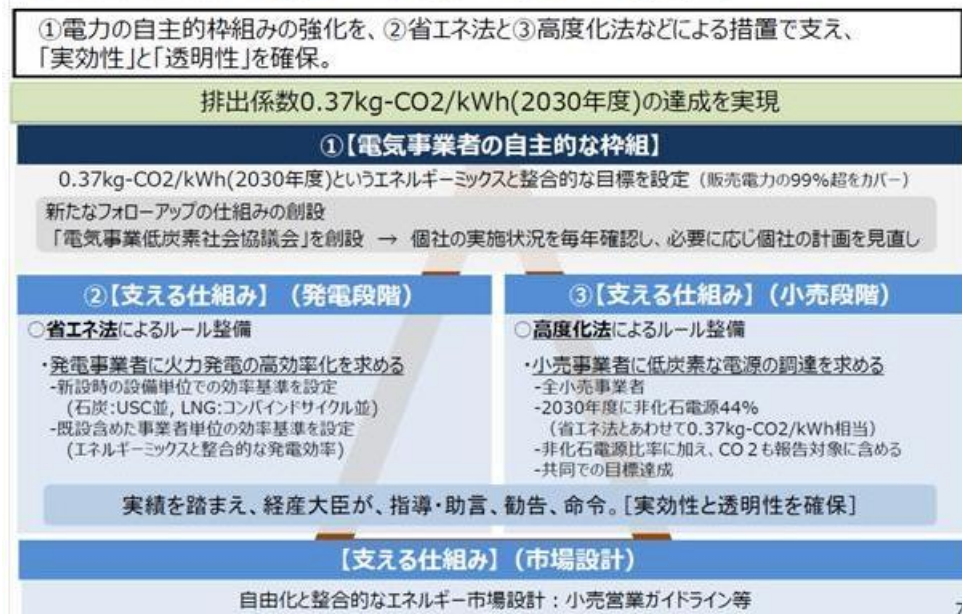 ①電力の自主的枠組みの強化を、②省エネ法と③高度化法などによる措置で支え、
「実効性」と「透明性」を確保。
排出係数0.37kg-CO2/kWh(2030年度)の達成を実現
①【電気事業者の自主的な枠組】
0.37kg-CO2/kWh(2030年度)というエネルギーミックスと整合的な目標を設定（販売電力の99%超をカバー）
新たなフォローアップの仕組みの創設
「電気事業低炭素社会協議会」を創設 → 個社の実施状況を毎年確認し、必要に応じ個社の計画を見直し
②【支える仕組み】（発電段階）
○省エネ法によるルール整備
・発電事業者に火力発電の高効率化を求める
-新設時の設備単位での効率基準を設定
(石炭:USC並, LNG:コンバインドサイクル並)
-既設含めた事業者単位の効率基準を設定
(エネルギーミックスと整合的な発電効率)
③【支える仕組み】（小売段階）
○高度化法によるルール整備
・小売事業者に低炭素な電源の調達を求める
-全小売事業者
-2030年度に非化石電源44%
（省エネ法とあわせて0.37kg-CO2/kWh相当）
-非化石電源比率に加え、CO２も報告対象に含める
-共同での目標達成
実績を踏まえ、経産大臣が、指導・助言、勧告、命令。[実効性と透明性を確保]
【支える仕組み】（市場設計）
自由化と整合的なエネルギー市場設計：小売営業ガイドライン等